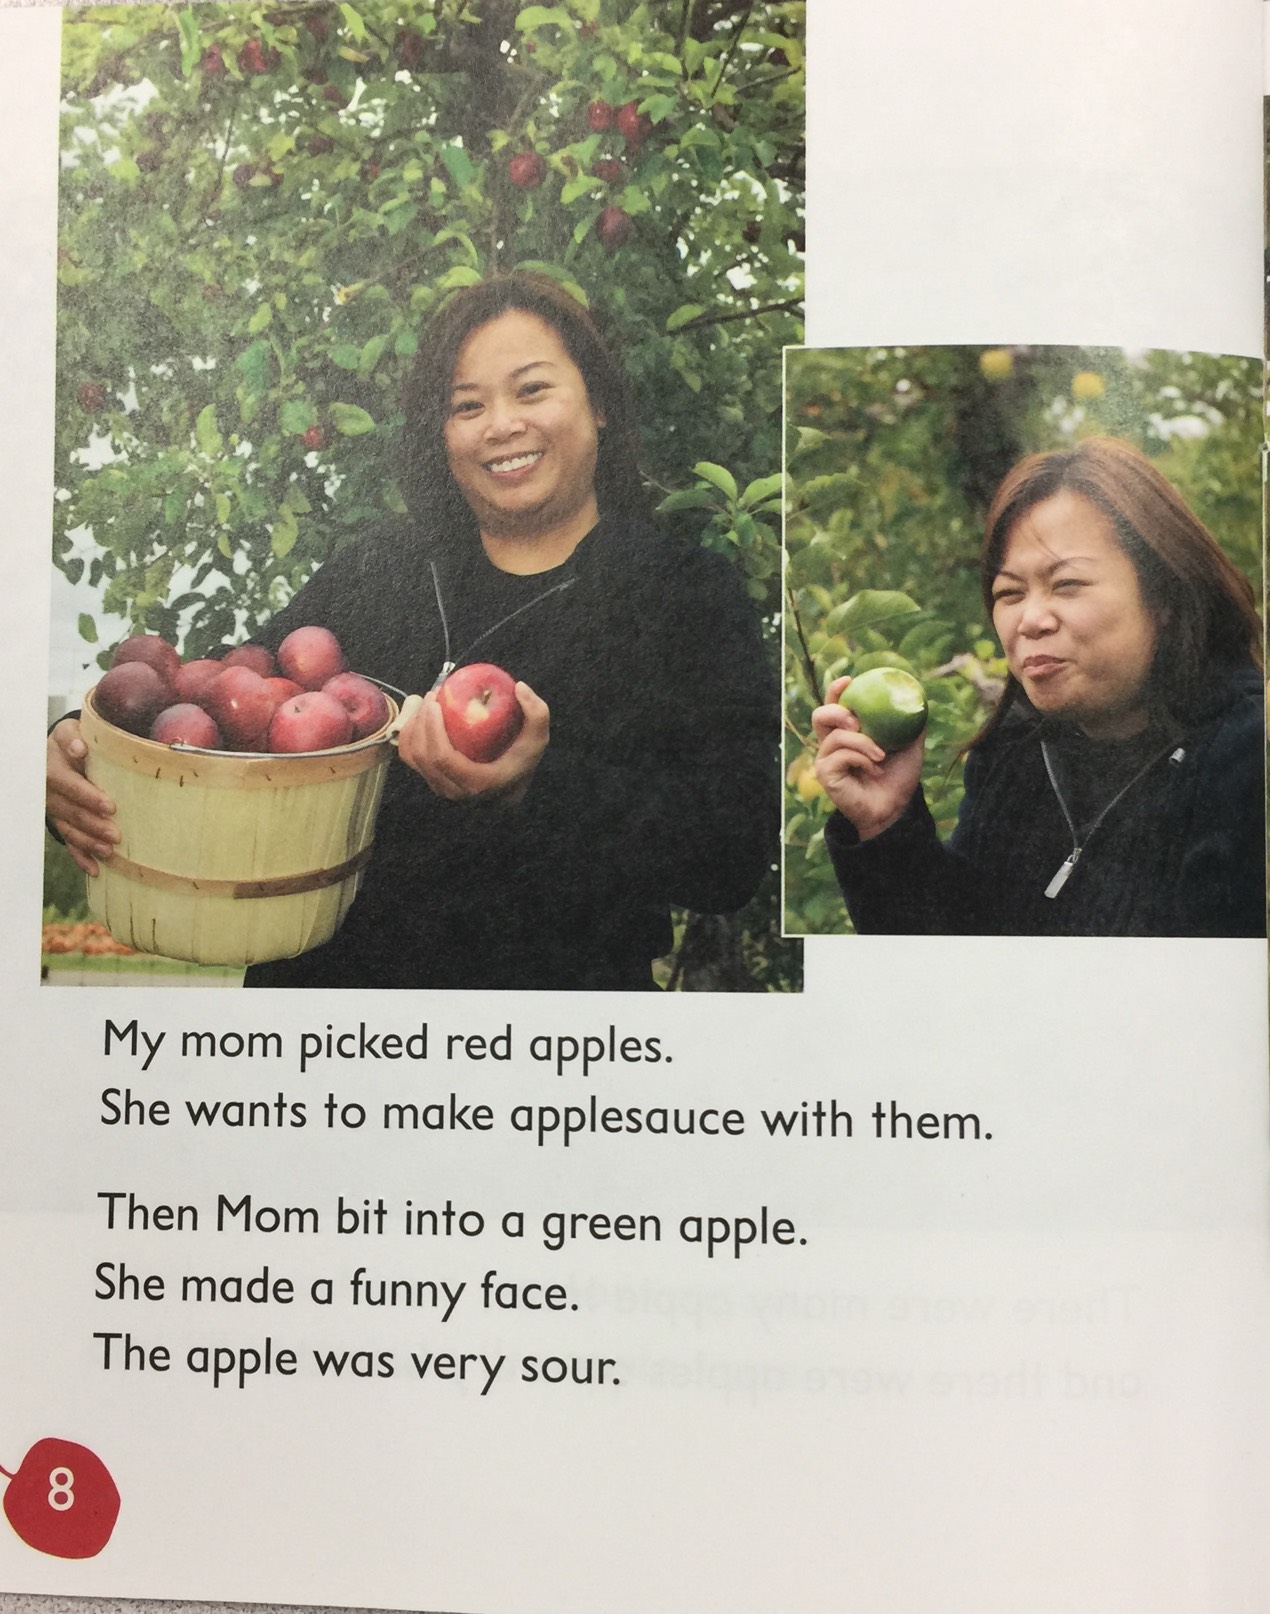 My mom picked red apples.
She wants to make applesauce with them.
Then Mom bit into a green apple.
She made a funny face.
The apple was very sour.
8